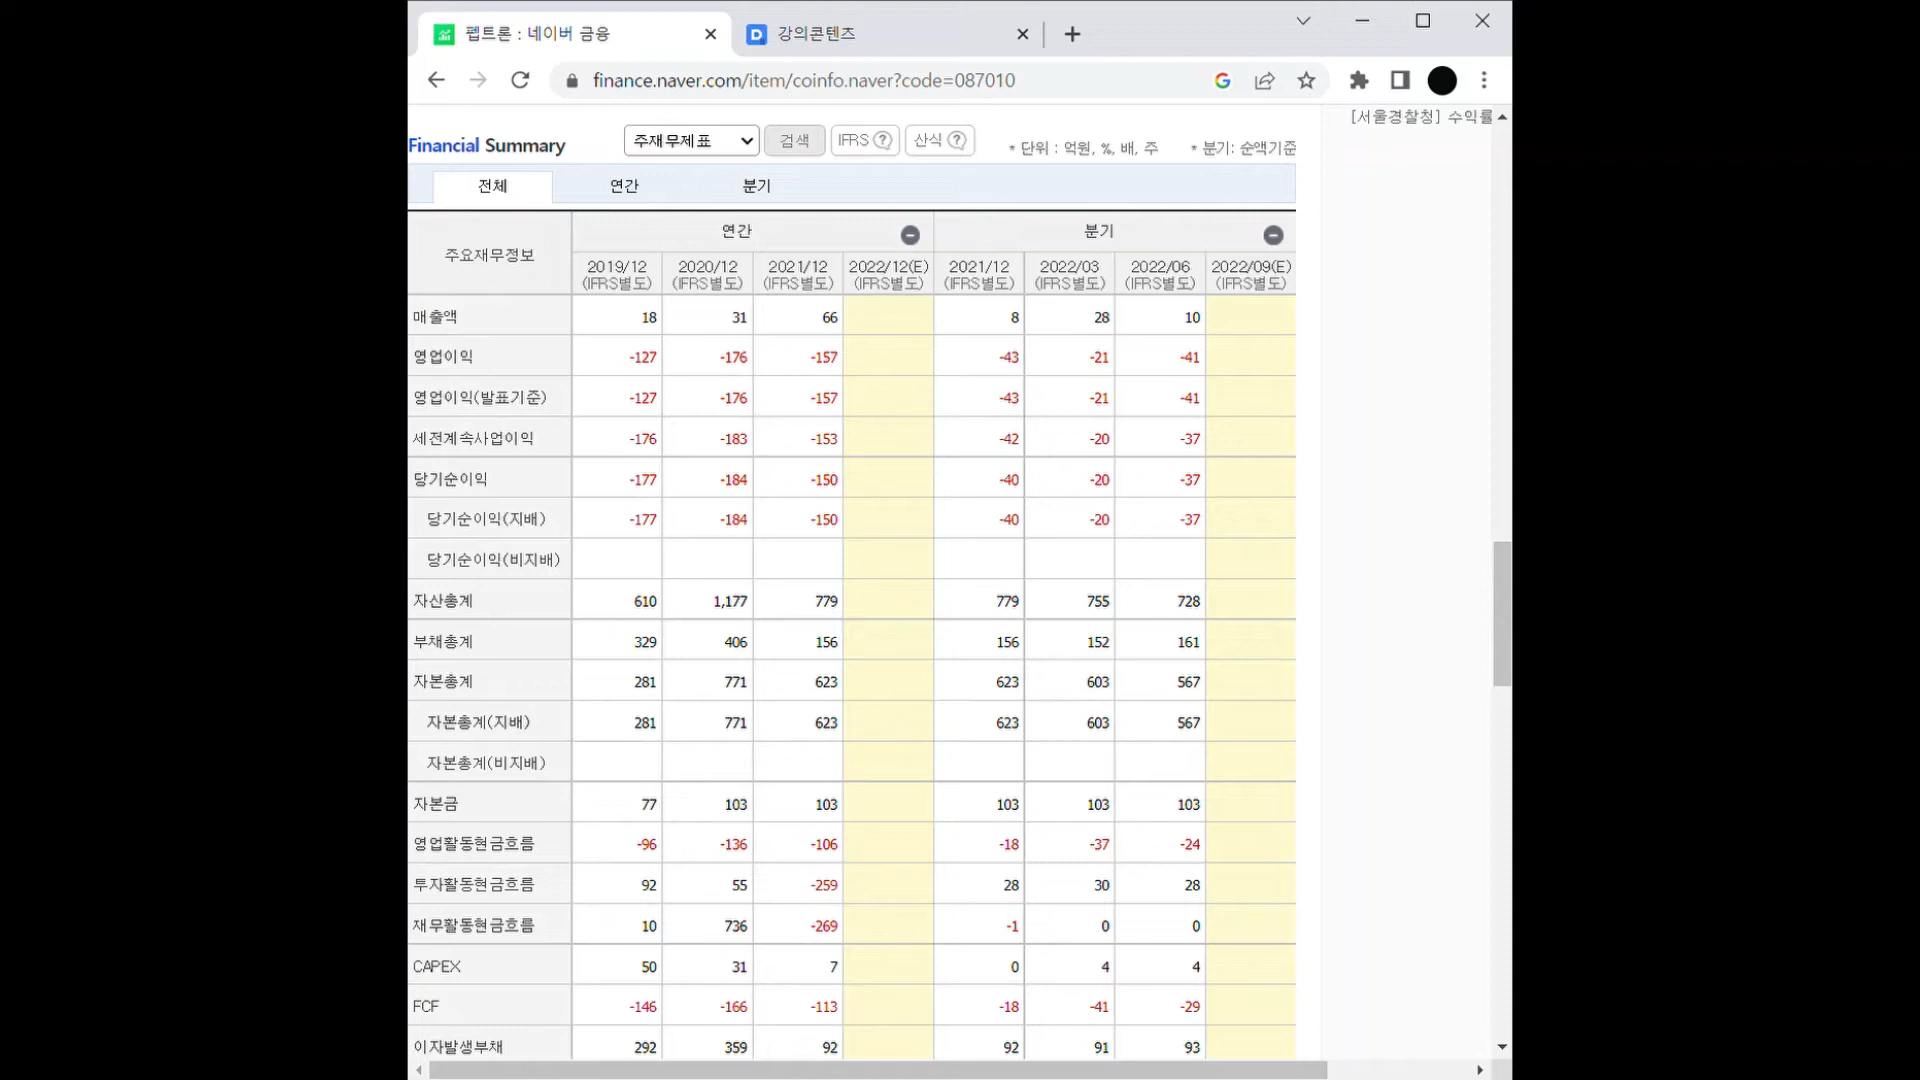 펩트론 : 네이버 금융
강의콘텐츠
finance.naver.com/item/coinfo.naver?code=087010
[서울경찰청] 수익률
Financial Summary 주재무제표 검색 IFRS ? 산식 ? * 단위 : 억원, %, 배, 주 * 분기: 순액기준
전체 연간 분기
주요재무정보 연간 분기
2019/12 2020/12 2021/12 2022/12(E) 2021/12 2022/03 2022/06 2022/09(E)
(IFRS별도) (IFRS별도) (IFRS별도) (IFRS별도) (IFRS별도) (IFRS별도) (IFRS별도) (IFRS별도)
매출액 18 31 66 8 28 10
영업이익 -127 -176 -157 -43 -21 -41
영업이익(발표기준) -127 -176 -157 -43 -21 -41
세전계속사업이익 -176 -183 -153 -42 -20 -37
당기순이익 -177 -184 -150 -40 -20 -37
당기순이익(지배) -177 -184 -150 -40 -20 -37
당기순이익(비지배)
자산총계 610 1,177 779 779 755 728
부채총계 329 406 156 156 152 161
자본총계 281 771 623 623 603 567
자본총계(지배) 281 771 623 623 603 567
자본총계(비지배)
자본금 77 103 103 103 103 103
영업활동현금흐름 -96 -136 -106 -18 -37 -24
투자활동현금흐름 92 55 -259 28 30 28
재무활동현금흐름 10 736 -269 -1 0 0
CAPEX 50 31 7 0 4 4
FCF -146 -166 -113 -18 -41 -29
이자발생부채 292 359 92 92 91 93